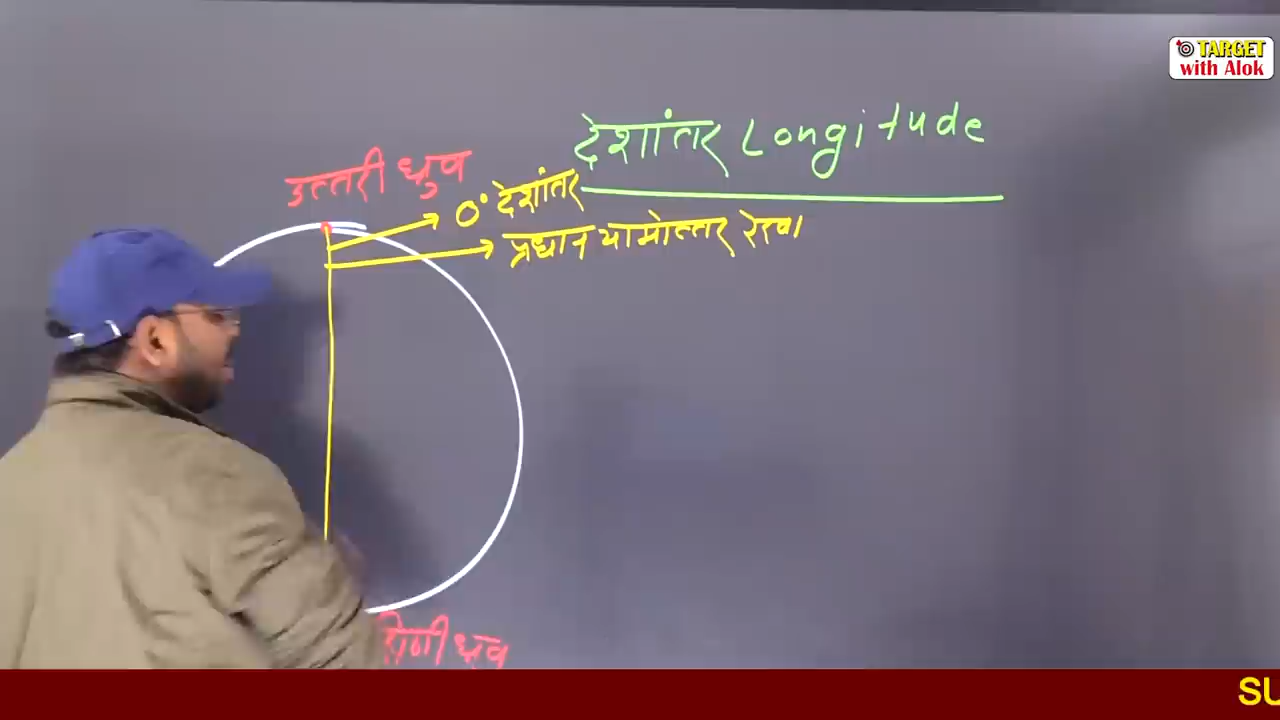 TARGET
with Alok
देशांतर Longitude
उत्तरी ध्रुव
0° देशांतर
प्रधान यामोत्तर रेखा
ध्रुव
SU